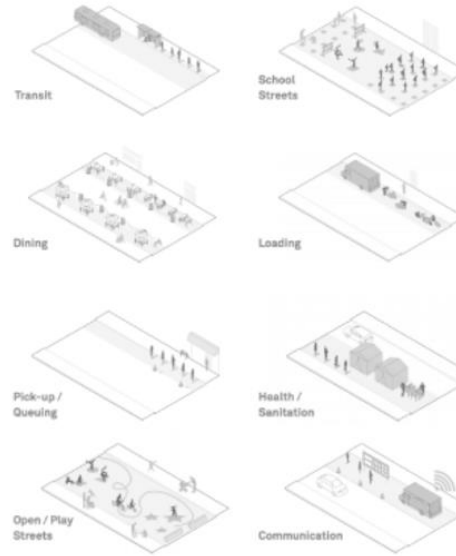 Transit
School
Streets
Dining
Loading
Pick-up /
Queuing
Health /
Sanitation
Open / Play
Streets
Communication